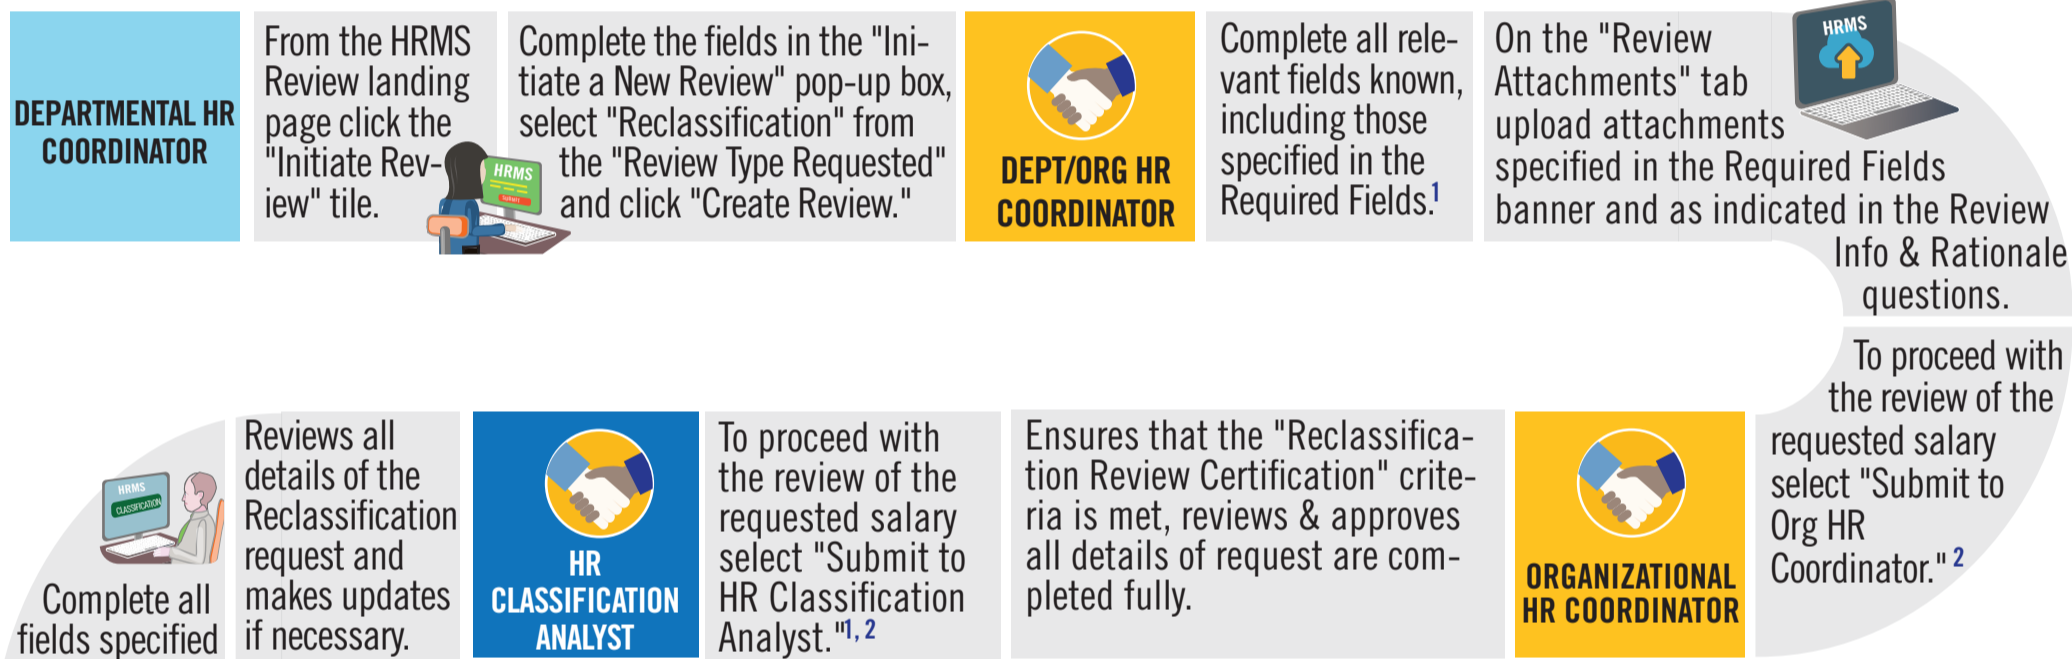 DEPARTMENTAL HR
COORDINATOR
From the HRMS
Review landing
page click the
"Initiate Rev-
iew" tile.
HRMS
SUBMIT
Complete the fields in the "Ini-
tiate a New Review" pop-up box,
select "Reclassification" from
the "Review Type Requested"
and click "Create Review."
DEPT/ORG HR
COORDINATOR
Complete all rele-
vant fields known,
including those
specified in the
Required Fields.1
On the "Review
Attachments" tab
upload attachments
specified in the Required Fields
banner and as indicated in the Review
Info & Rationale
questions.
HRMS
To proceed with
the review of the
requested salary
select "Submit to
Org HR
Coordinator." 2
ORGANIZATIONAL
HR COORDINATOR
Ensures that the "Reclassifica-
tion Review Certification" crite-
ria is met, reviews & approves
all details of request are com-
pleted fully.
To proceed with
the review of the
requested salary
select "Submit to
HR Classification
Analyst."1, 2
HR
CLASSIFICATION
ANALYST
Reviews all
details of the
Reclassification
request and
makes updates
if necessary.
HRMS
CLASSIFICATION
Complete all
fields specified